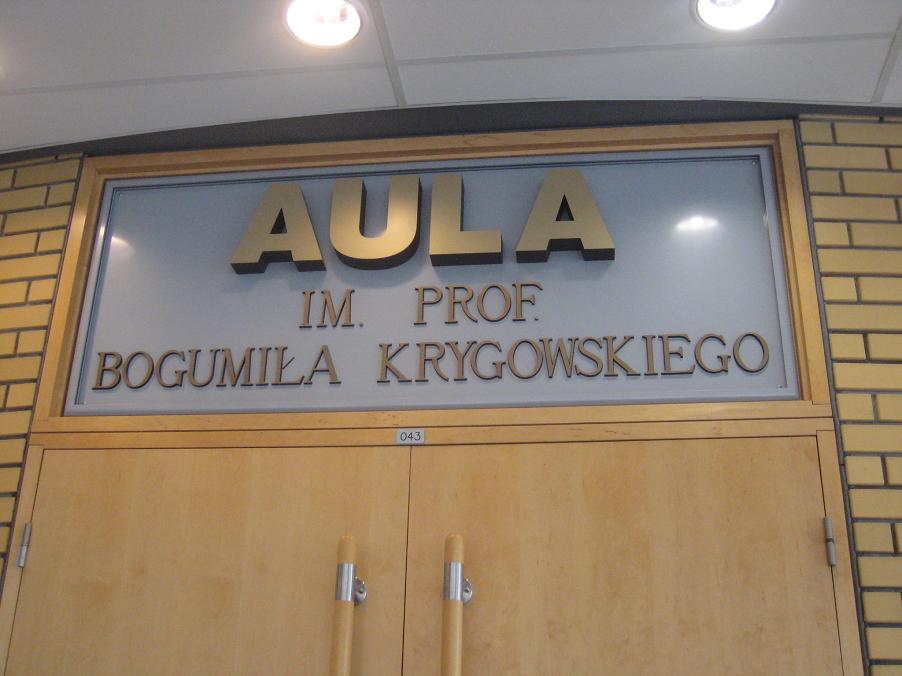 AULA
IM. PROF.
BOGUMIŁA KRYGOWSKIEGO
043